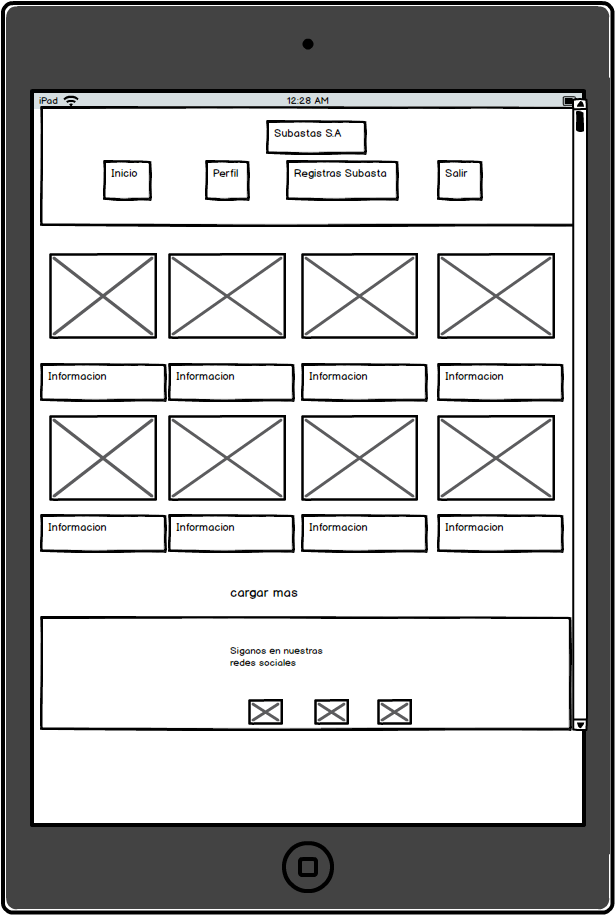 iPad 12:28 AM
Subastas S.A
Inicio Perfil Registras Subasta Salir
Informacion Informacion Informacion Informacion
Informacion Informacion Informacion Informacion
cargar mas
Siganos en nuestras
redes sociales